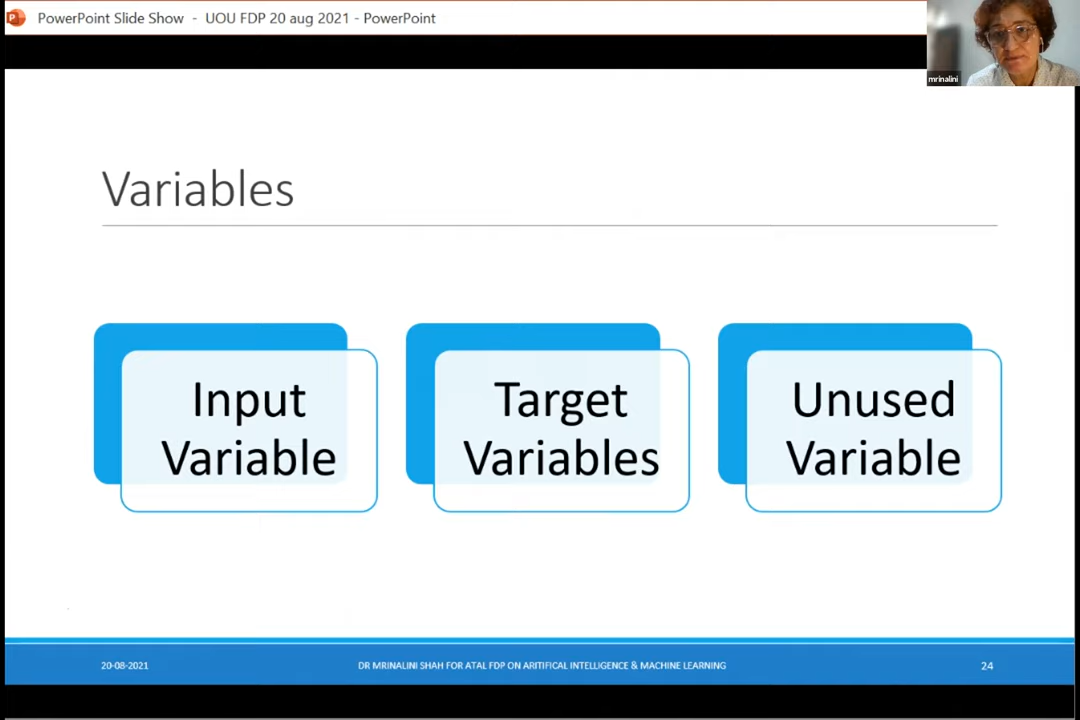 PowerPoint Slide Show - UOU FDP 20 aug 2021 - PowerPoint
mrinalini
Variables
Input
Variable
Target
Variables
Unused
Variable
20-08-2021
DR MRINALINI SHAH FOR ATAL FDP ON ARITIFICAL INTELLIGENCE & MACHINE LEARNING
24